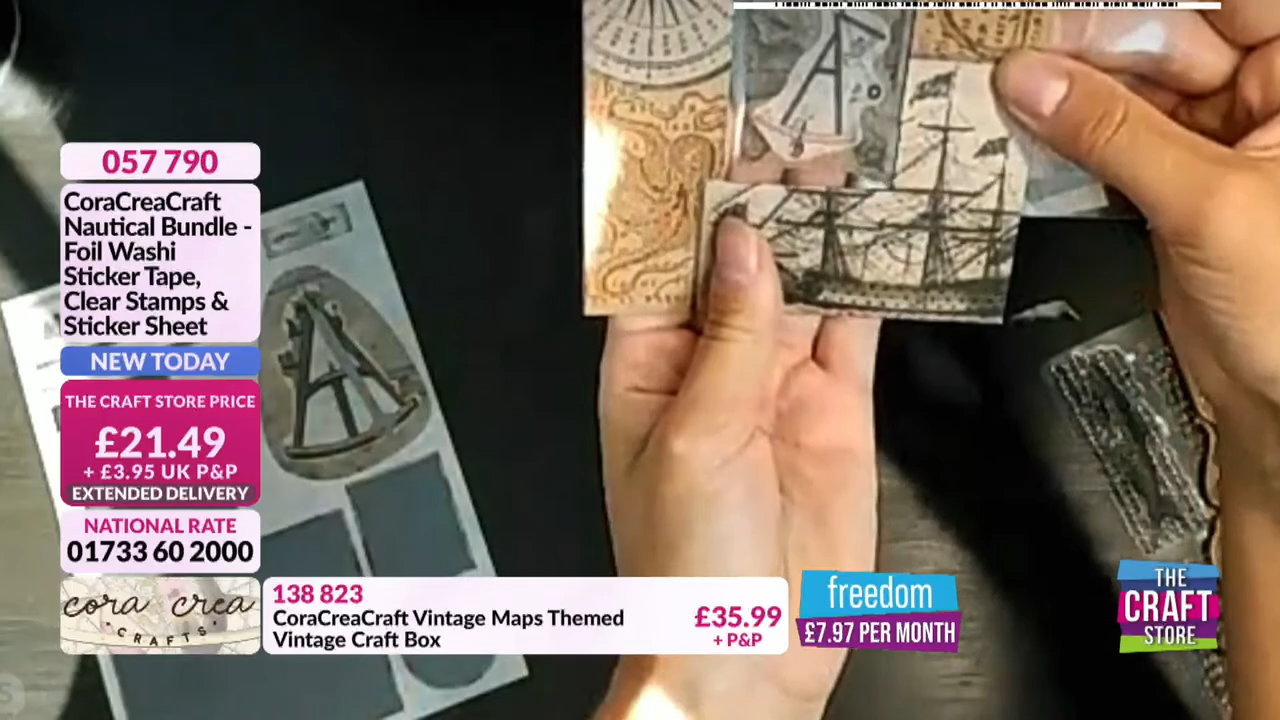 057 790
CoraCreaCraft
Nautical Bundle -
Foil Washi
Sticker Tape,
Clear Stamps &
Sticker Sheet
NEW TODAY
THE CRAFT STORE PRICE
£21.49
+ £3.95 UK P&P
EXTENDED DELIVERY
NATIONAL RATE
01733 60 2000
cora crea
CRAFTS
138 823
CoraCreaCraft Vintage Maps Themed
Vintage Craft Box
£35.99
+ P&P
freedom
£7.97 PER MONTH
THE
CRAFT
STORE